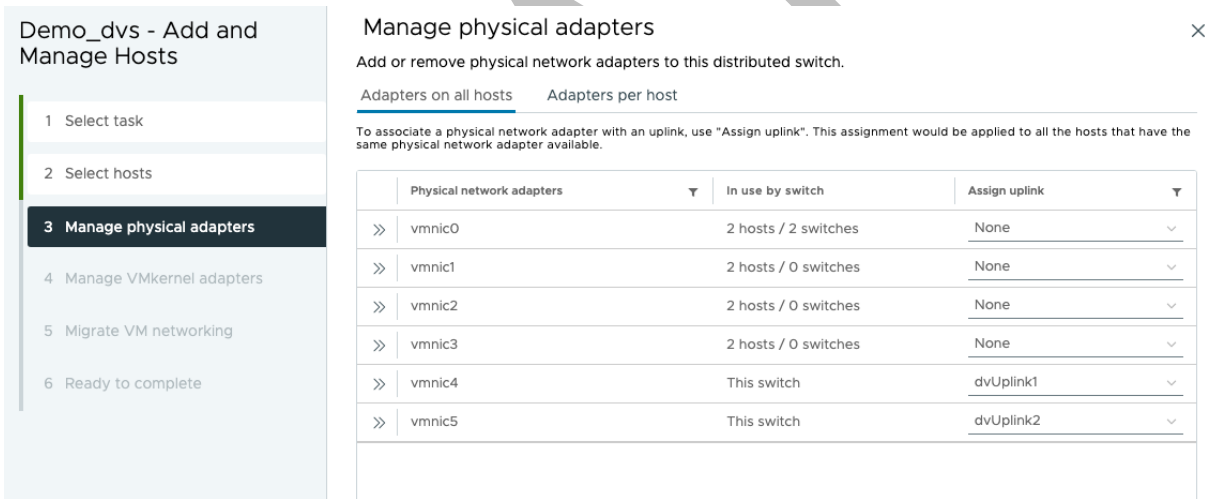 Demo_dvs - Add and
Manage Hosts
1 Select task
2 Select hosts
3 Manage physical adapters
4 Manage VMkernel adapters
5 Migrate VM networking
6 Ready to complete
Manage physical adapters
Add or remove physical network adapters to this distributed switch.
Adapters on all hosts Adapters per host
To associate a physical network adapter with an uplink, use "Assign uplink". This assignment would be applied to all the hosts that have the
same physical network adapter available.
Physical network adapters In use by switch Assign uplink
vmnic0 2 hosts / 2 switches None
vmnic1 2 hosts / 0 switches None
vmnic2 2 hosts / 0 switches None
vmnic3 2 hosts / 0 switches None
vmnic4 This switch dvUplink1
vmnic5 This switch dvUplink2